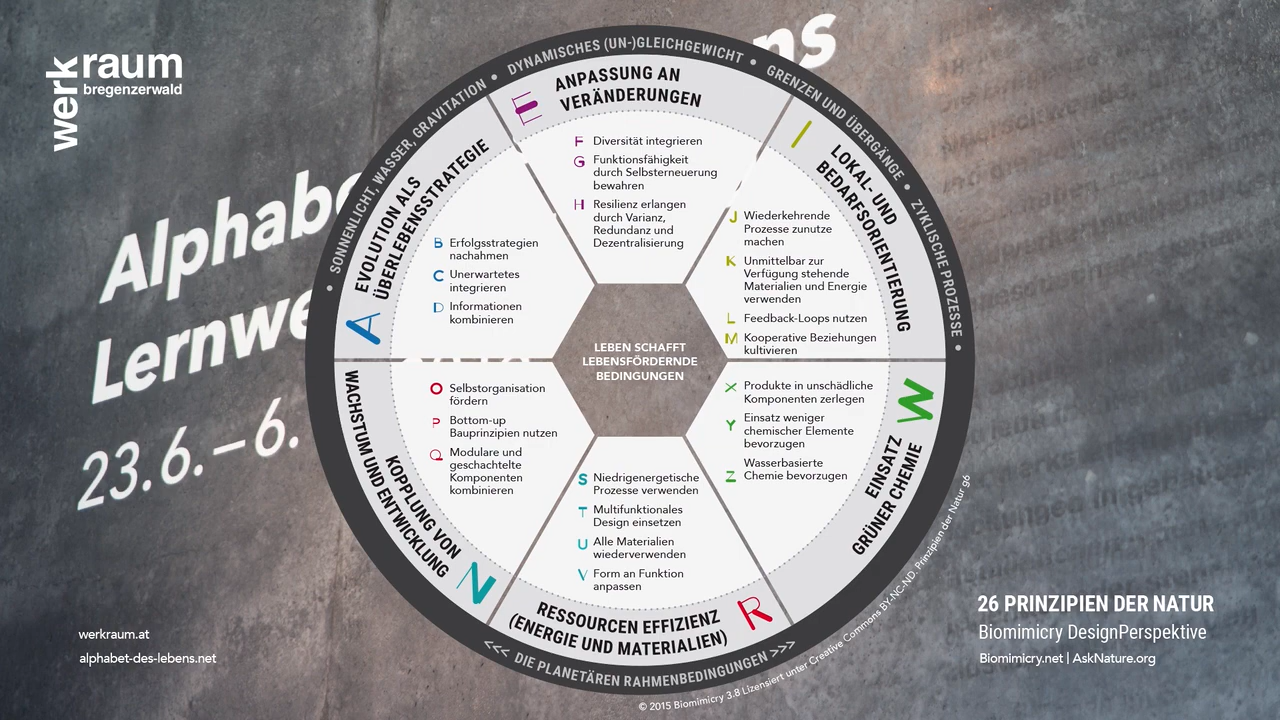 werk raum
bregenzerwald
Alphabe
Lernwe
23.6.–6.
ns
• SONNENLICHT, WASSER, GRAVITATION • DYNAMISCHES (UN-)GLEICHGEWICHT • GRENZEN UND ÜBERGÄNGE • ZYKLISCHE PROZESSE •
<<< DIE PLANETÄREN RAHMENBEDINGUNGEN >>>
LEBEN SCHAFFT
LEBENSFÖRDERNDE
BEDINGUNGEN
A EVOLUTION ALS
ÜBERLEBENSSTRATEGIE
B Erfolgsstrategien
nachahmen
C Unerwartetes
integrieren
D Informationen
kombinieren
E ANPASSUNG AN
VERÄNDERUNGEN
F Diversität integrieren
G Funktionsfähigkeit
durch Selbsterneuerung
bewahren
H Resilienz erlangen
durch Varianz,
Redundanz und
Dezentralisierung
I LOKAL- UND
BEDARFSORIENTIERUNG
J Wiederkehrende
Prozesse zunutze
machen
K Unmittelbar zur
Verfügung stehende
Materialien und Energie
verwenden
L Feedback-Loops nutzen
M Kooperative Beziehungen
kultivieren
N KOPPLUNG VON
WACHSTUM UND ENTWICKLUNG
O Selbstorganisation
fördern
P Bottom-up
Bauprinzipien nutzen
Q Modulare und
geschachtelte
Komponenten
kombinieren
R RESSOURCEN EFFIZIENZ
(ENERGIE UND MATERIALIEN)
S Niedrigenergetische
Prozesse verwenden
T Multifunktionales
Design einsetzen
U Alle Materialien
wiederverwenden
V Form an Funktion
anpassen
W EINSATZ
GRÜNER CHEMIE
X Produkte in unschädliche
Komponenten zerlegen
Y Einsatz weniger
chemischer Elemente
bevorzugen
Z Wasserbasierte
Chemie bevorzugen
© 2015 Biomimicry 3.8 Lizensiert unter Creative Commons BY-NC-ND. Prinzipien der Natur 96
26 PRINZIPIEN DER NATUR
Biomimicry DesignPerspektive
Biomimicry.net | AskNature.org
werkraum.at
alphabet-des-lebens.net